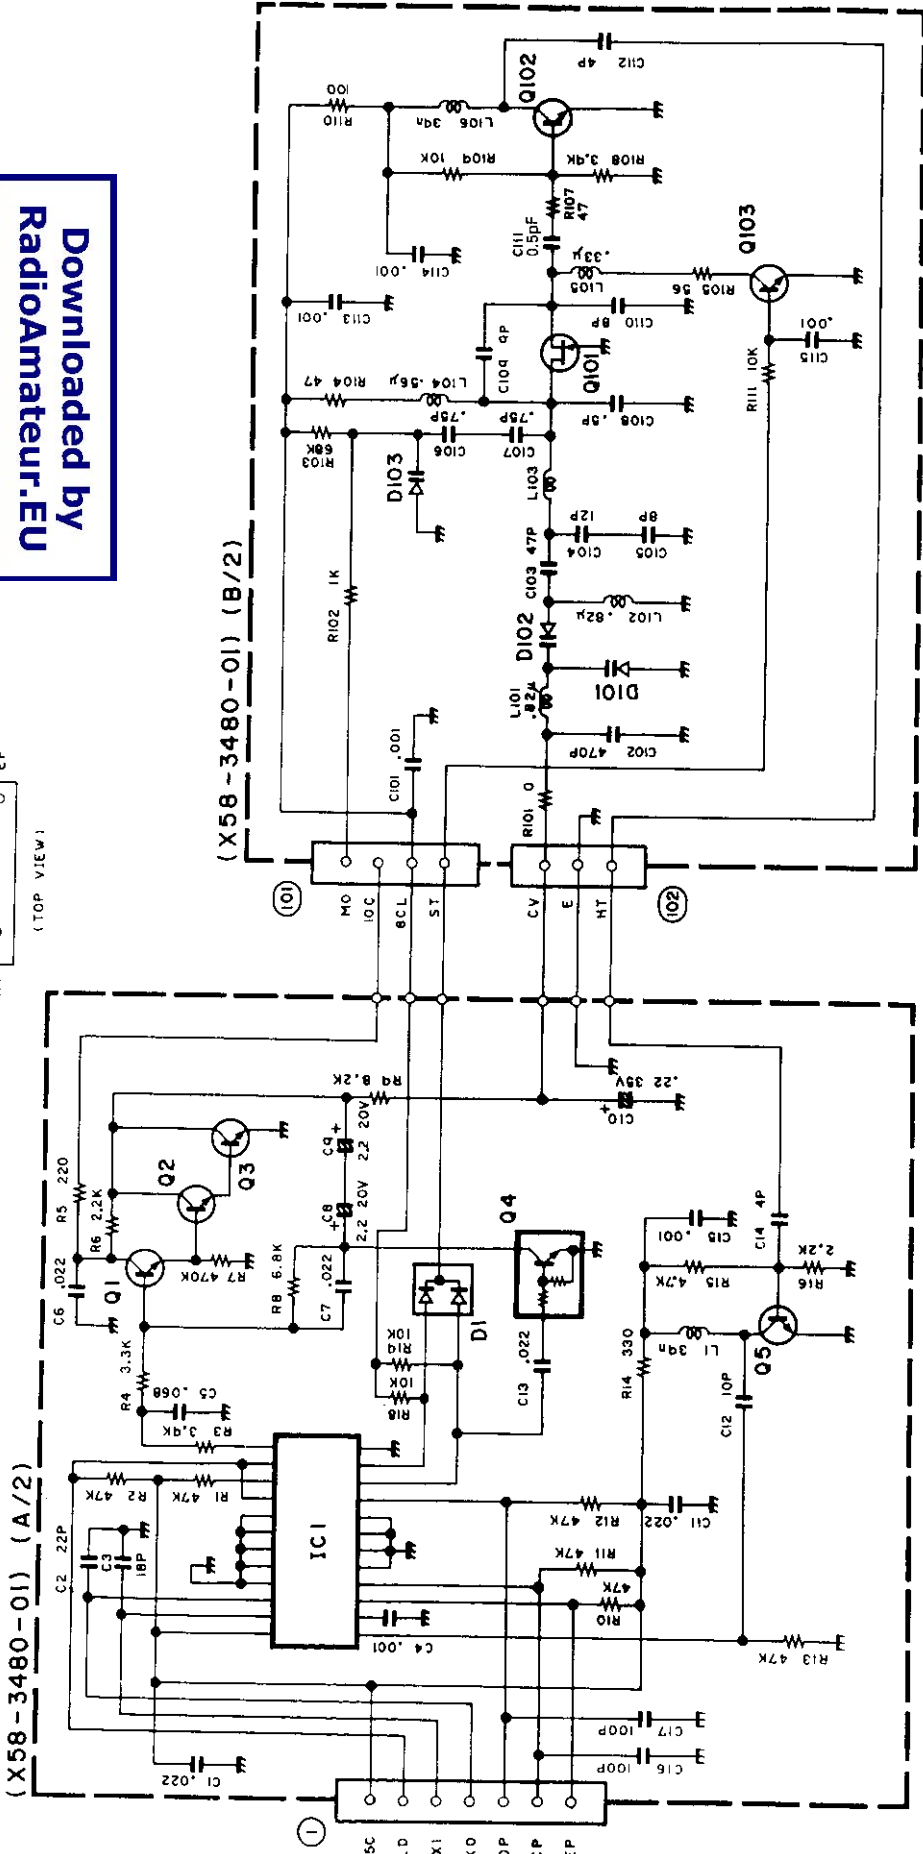 Downloaded by
RadioAmateur.EU
(TOP VIEW)
(X58-3480-01) (B/2)
R110
100
L106 39n
C112
4P
Q102
R109 10K
R108 3.9K
R107
47
C111
0.5pF
C114 .001
C113
.001
L105
.33μ
R105 56
Q103
C115
.001
R111 10K
C109 9P
C110
8P
Q101
R104 47
L104 .56μ
C108 .5P
R103
68K
C106
.75P
C107
.75P
D103
L103
C104
12P
C105
8P
C103 47P
R102
1K
D102
L102 .82μ
D101
L101
.82μ
C102
470P
C101 .001
R101 0
101
MO
10C
8CL
ST
CV
E
HT
102
(X58-3480-01) (A/2)
R5 220
R6 2.2K
C6 .022
Q1
Q2
Q3
R7 470K
R8 6.8K
C7
.022
C8
2.2 20V
C9
2.2 20V
R9 8.2K
C10
.22 35V
R4 3.3K
C5 .068
R3
3.9K
R2
47K
R1
47K
C2 22P
C3
18P
R19
10K
R18
10K
D1
Q4
C13
.022
IC1
C4 .001
C15
.001
C14 4P
R15
4.7K
R16
2.2K
L1
39n
Q5
R14 330
C12 10P
R12
47K
C11
.022
R11 47K
R10
47K
R13 47K
C17
100P
C16
100P
C1 .022
1
5C